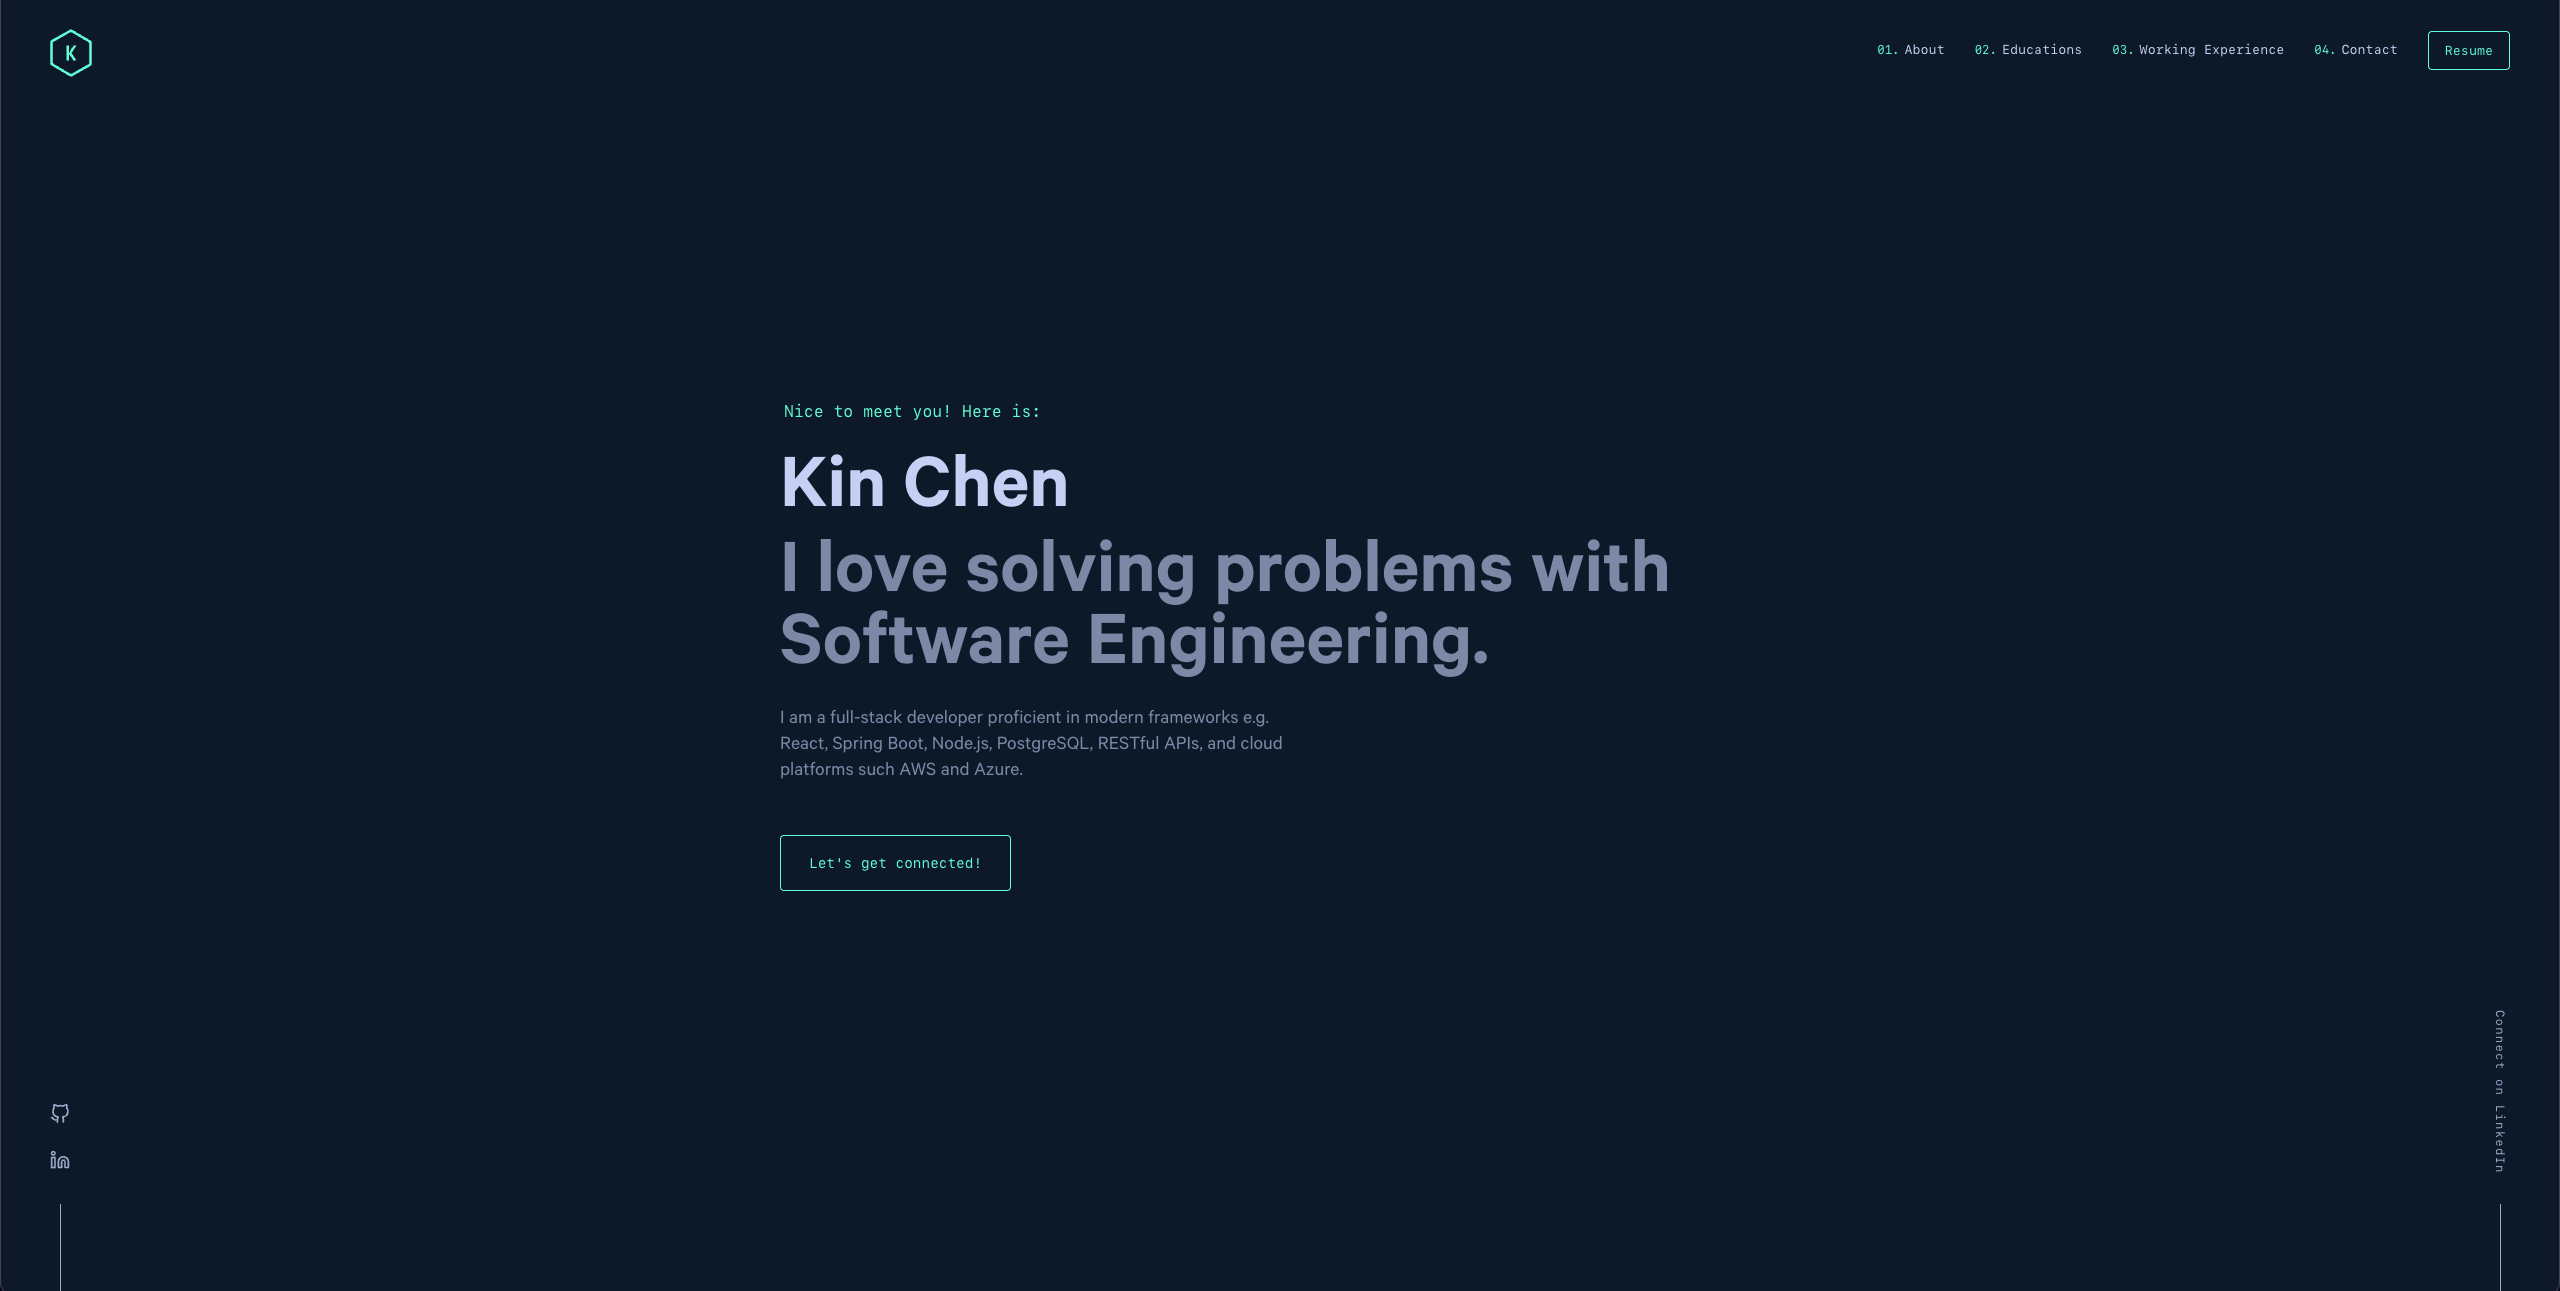 K
01. About
02. Educations
03. Working Experience
04. Contact
Resume
Nice to meet you! Here is:
Kin Chen
I love solving problems with
Software Engineering.
I am a full-stack developer proficient in modern frameworks e.g.
React, Spring Boot, Node.js, PostgreSQL, RESTful APIs, and cloud
platforms such AWS and Azure.
Let's get connected!
in
Connect on LinkedIn